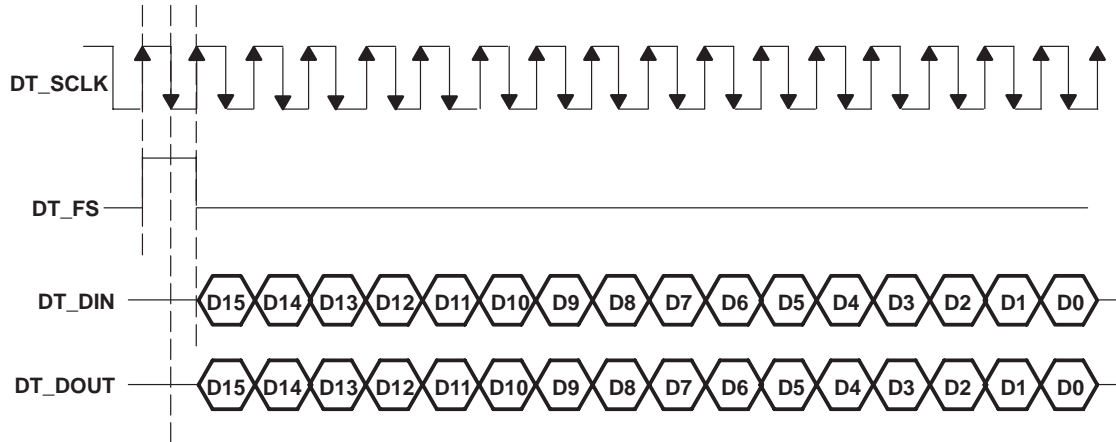 DT_SCLK
DT_FS
DT_DIN D15 D14 D13 D12 D11 D10 D9 D8 D7 D6 D5 D4 D3 D2 D1 D0
DT_DOUT D15 D14 D13 D12 D11 D10 D9 D8 D7 D6 D5 D4 D3 D2 D1 D0